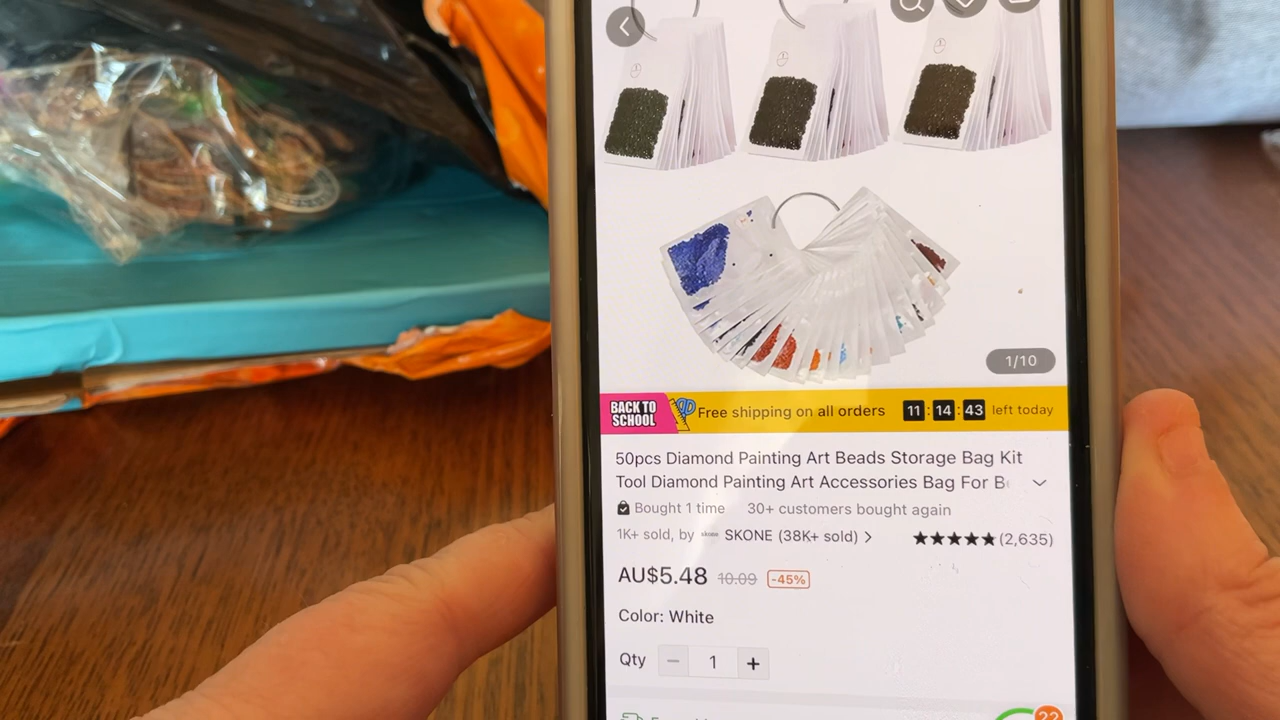 1/10
BACK TO
SCHOOL
Free shipping on all orders 11:14:43 left today
50pcs Diamond Painting Art Beads Storage Bag Kit
Tool Diamond Painting Art Accessories Bag For
Bought 1 time 30+ customers bought again
1K+ sold, by skone SKONE (38K+ sold) >
(2,635)
AU$5.48 10.09 -45%
Color: White
Qty − 1 +
22